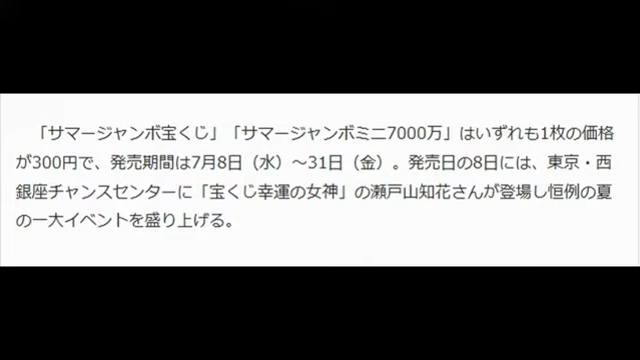 「サマージャンボ宝くじ」「サマージャンボミニ7000万」はいずれも1枚の価格
が300円で、発売期間は7月8日（水）〜31日（金）。発売日の8日には、東京・西
銀座チャンスセンターに「宝くじ幸運の女神」の瀬戸山知花さんが登場し恒例の夏
の一大イベントを盛り上げる。